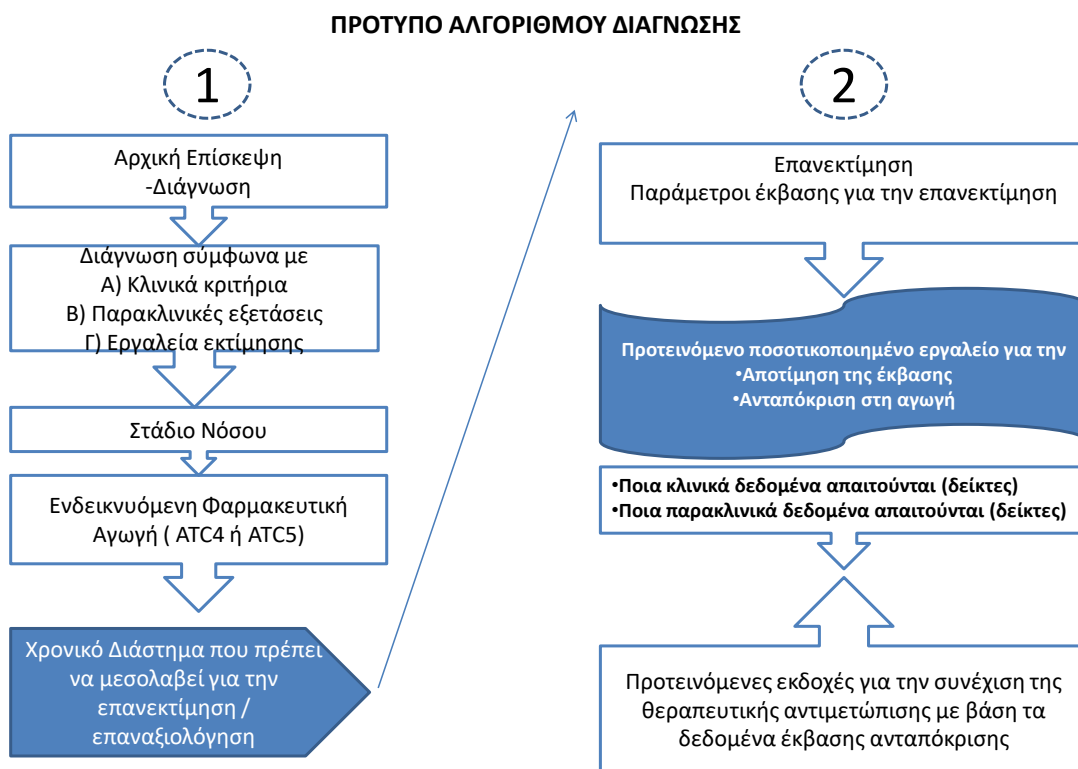 ΠΡΟΤΥΠΟ ΑΛΓΟΡΙΘΜΟΥ ΔΙΑΓΝΩΣΗΣ
1
Αρχική Επίσκεψη
-Διάγνωση
Διάγνωση σύμφωνα με
Α) Κλινικά κριτήρια
Β) Παρακλινικές εξετάσεις
Γ) Εργαλεία εκτίμησης
Στάδιο Νόσου
Ενδεικνυόμενη Φαρμακευτική
Αγωγή ( ATC4 ή ATC5)
Χρονικό Διάστημα που πρέπει
να μεσολαβεί για την
επανεκτίμηση /
επαναξιολόγηση
2
Επανεκτίμηση
Παράμετροι έκβασης για την επανεκτίμηση
Προτεινόμενο ποσοτικοποιημένο εργαλείο για την
•Αποτίμηση της έκβασης
•Ανταπόκριση στη αγωγή
•Ποια κλινικά δεδομένα απαιτούνται (δείκτες)
•Ποια παρακλινικά δεδομένα απαιτούνται (δείκτες)
Προτεινόμενες εκδοχές για την συνέχιση της
θεραπευτικής αντιμετώπισης με βάση τα
δεδομένα έκβασης ανταπόκρισης